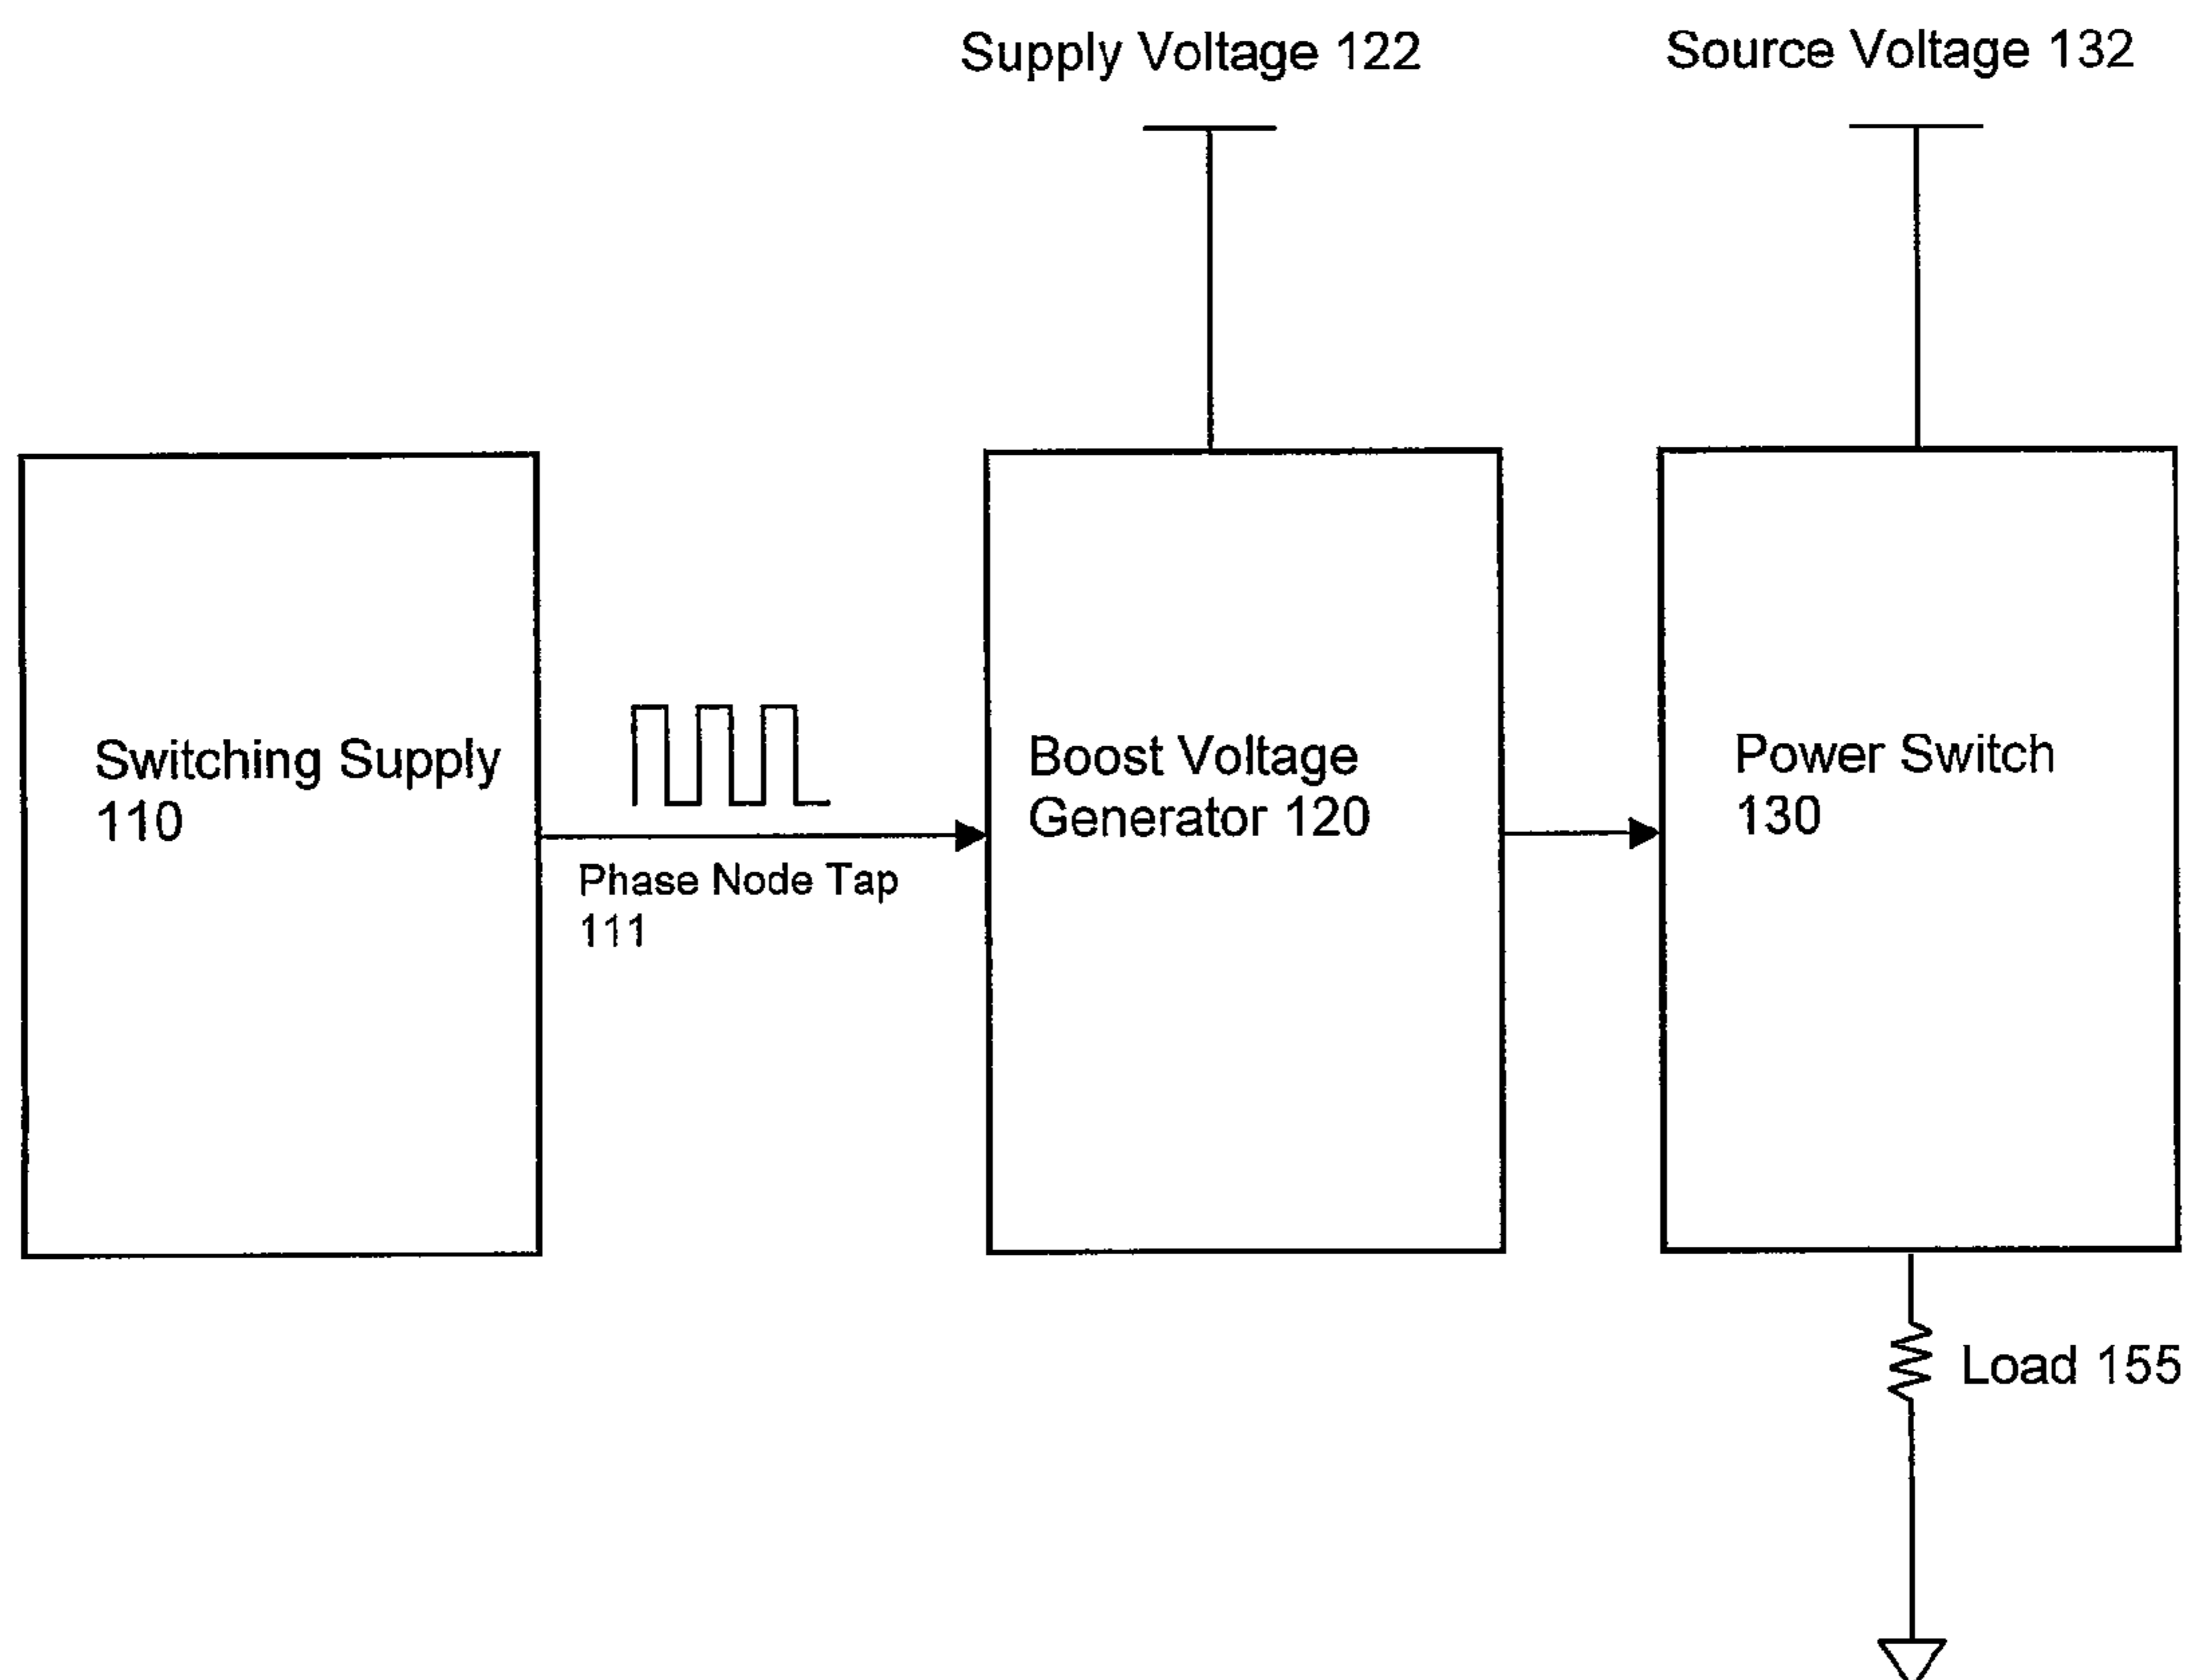 Supply Voltage 122
Source Voltage 132
Switching Supply
110
Phase Node Tap
111
Boost Voltage
Generator 120
Power Switch
130
Load 155